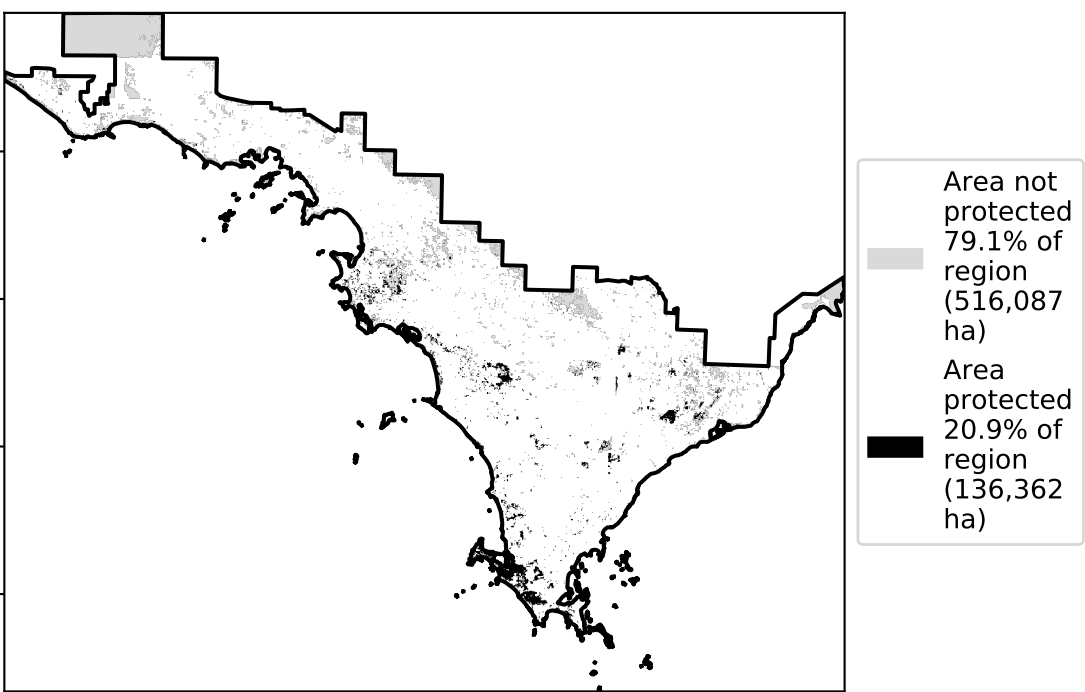 Area not
protected
79.1% of
region
(516,087
ha)
Area
protected
20.9% of
region
(136,362
ha)